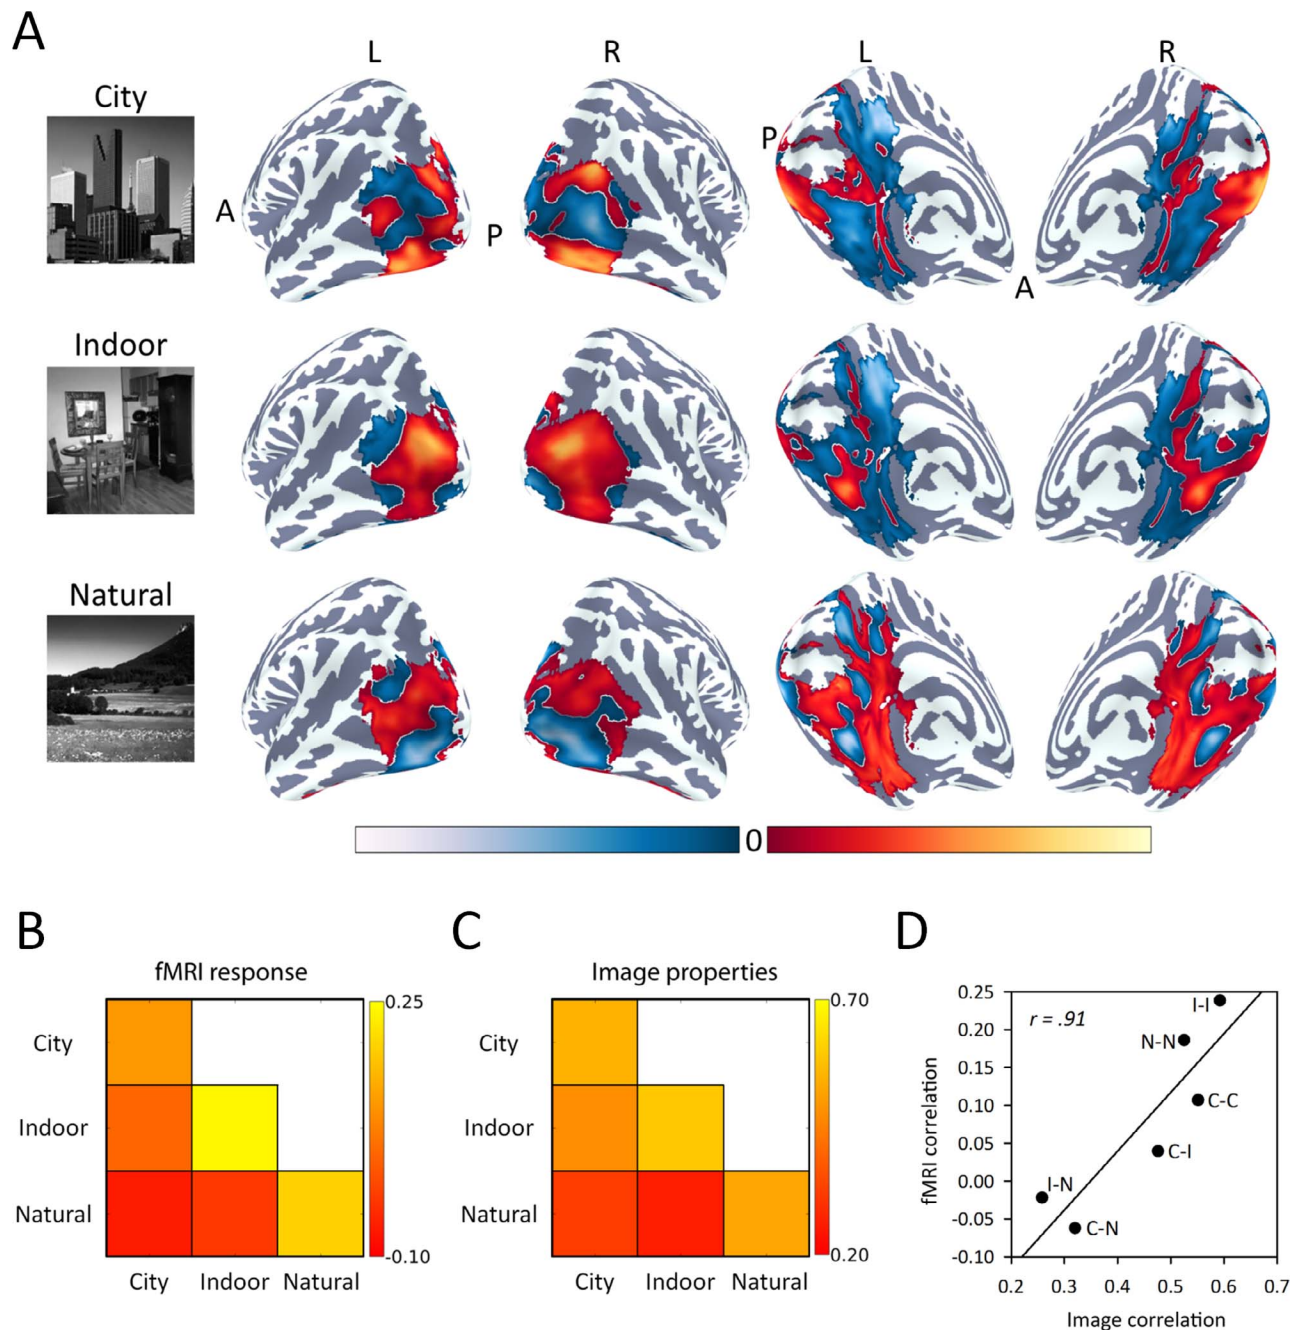 A
L R L R
City
P
A
P
A
Indoor
Natural
0
B C D
fMRI response
City
Indoor
Natural
City Indoor Natural
0.25
-0.10
Image properties
City
Indoor
Natural
City Indoor Natural
0.70
0.20
r = .91
I-I
N-N
C-C
C-I
I-N
C-N
fMRI correlation
0.25
0.20
0.15
0.10
0.05
0.00
-0.05
-0.10
0.2 0.3 0.4 0.5 0.6 0.7
Image correlation